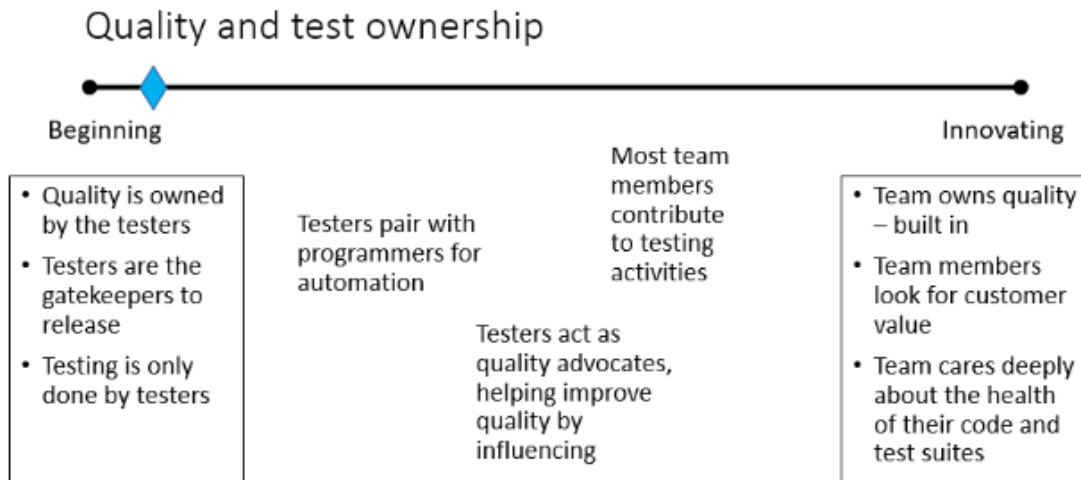 Quality and test ownership
Beginning
Innovating
• Quality is owned
by the testers
• Testers are the
gatekeepers to
release
• Testing is only
done by testers
Testers pair with
programmers for
automation
Testers act as
quality advocates,
helping improve
quality by
influencing
Most team
members
contribute
to testing
activities
• Team owns quality
– built in
• Team members
look for customer
value
• Team cares deeply
about the health
of their code and
test suites